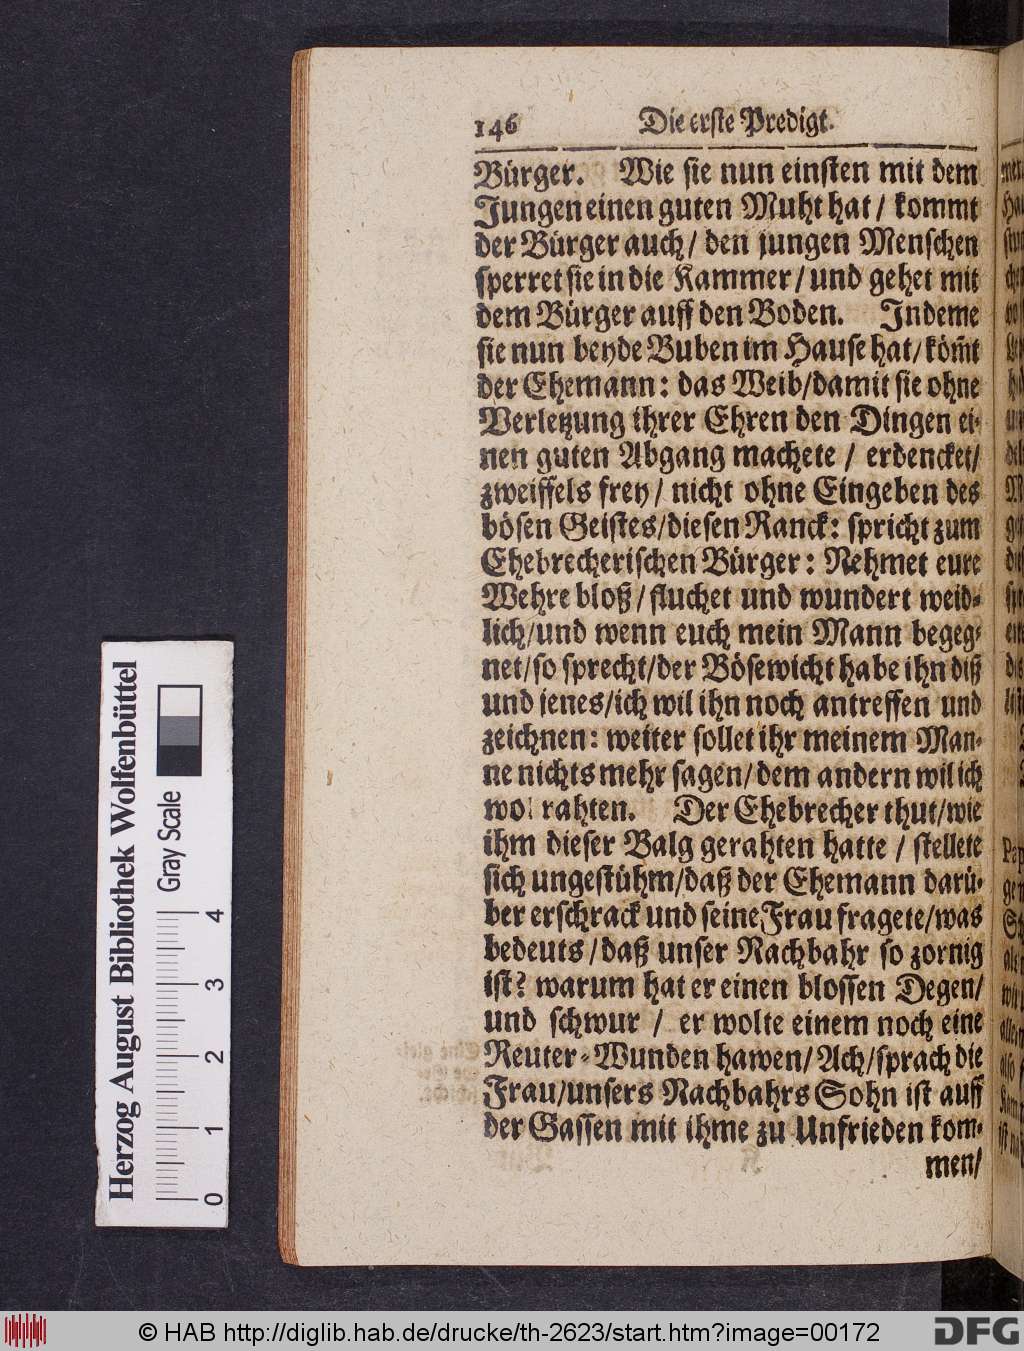 146 Die erste Predigt.
Bürger. Wie sie nun einsten mit dem
Jungen einen guten Muht hat / kommt
der Bürger auch / den jungen Menschen
sperret sie in die Kammer / und gehet mit
dem Bürger auff den Boden. Indeme
sie nun beyde Buben im Hause hat / köm̃t
der Ehemann: das Weib / damit sie ohne
Verletzung ihrer Ehren den Dingen ei-
nen guten Abgang machete / erdencket /
zweiffels frey / nicht ohne Eingeben des
bösen Geistes / diesen Ranck: spricht zum
Ehebrecherischen Bürger: Nehmet eure
Wehre bloß / fluchet und wundert weid-
lich / und wenn euch mein Mann begeg-
net / so sprecht / der Bösewicht habe ihn diß
und jenes / ich wil ihn noch antreffen und
zeichnen: weiter sollet ihr meinem Man-
ne nichts mehr sagen / dem andern wil ich
wol rahten. Der Ehebrecher thut / wie
ihm dieser Balg gerahten hatte / stellete
sich ungestühm / daß der Ehemann darü-
ber erschrack und seine Frau fragete / was
bedeuts / daß unser Nachbahr so zornig
ist? warum hat er einen blossen Degen /
und schwur / er wolte einem noch eine
Reuter-Wunden hawen / Ach / sprach die
Frau / unsers Nachbahrs Sohn ist auff
der Gassen mit ihme zu Unfrieden kom-
men /
Herzog August Bibliothek Wolfenbüttel
Gray Scale
0 1 2 3 4
© HAB http://diglib.hab.de/drucke/th-2623/start.htm?image=00172
DFG